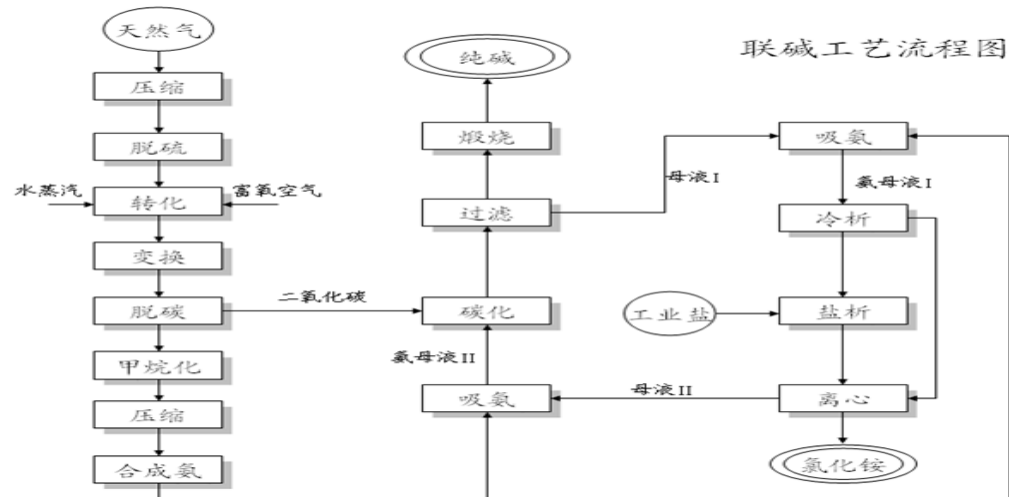 联碱工艺流程图
天然气
压缩
脱硫
水蒸汽
富氧空气
转化
变换
脱碳
二氧化碳
甲烷化
压缩
合成氨
纯碱
煅烧
过滤
碳化
氨母液II
吸氨
母液I
吸氨
氨母液I
冷析
工业盐
盐析
母液II
离心
氯化铵